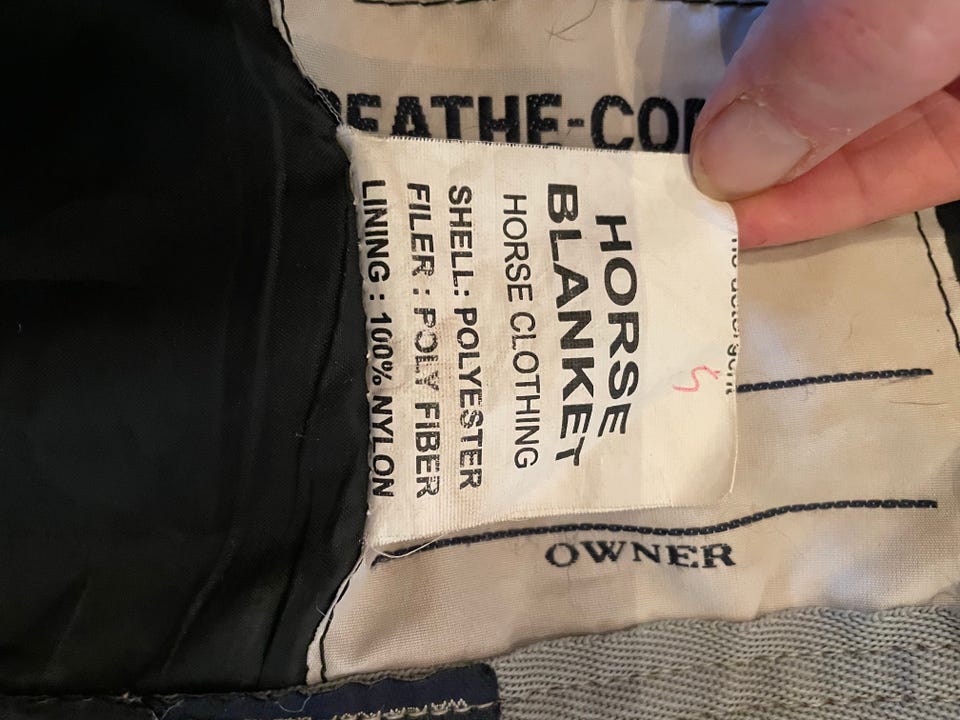 HORSE
BLANKET
HORSE CLOTHING
SHELL: POLYESTER
FILER : POLY FIBER
LINING : 100% NYLON
OWNER